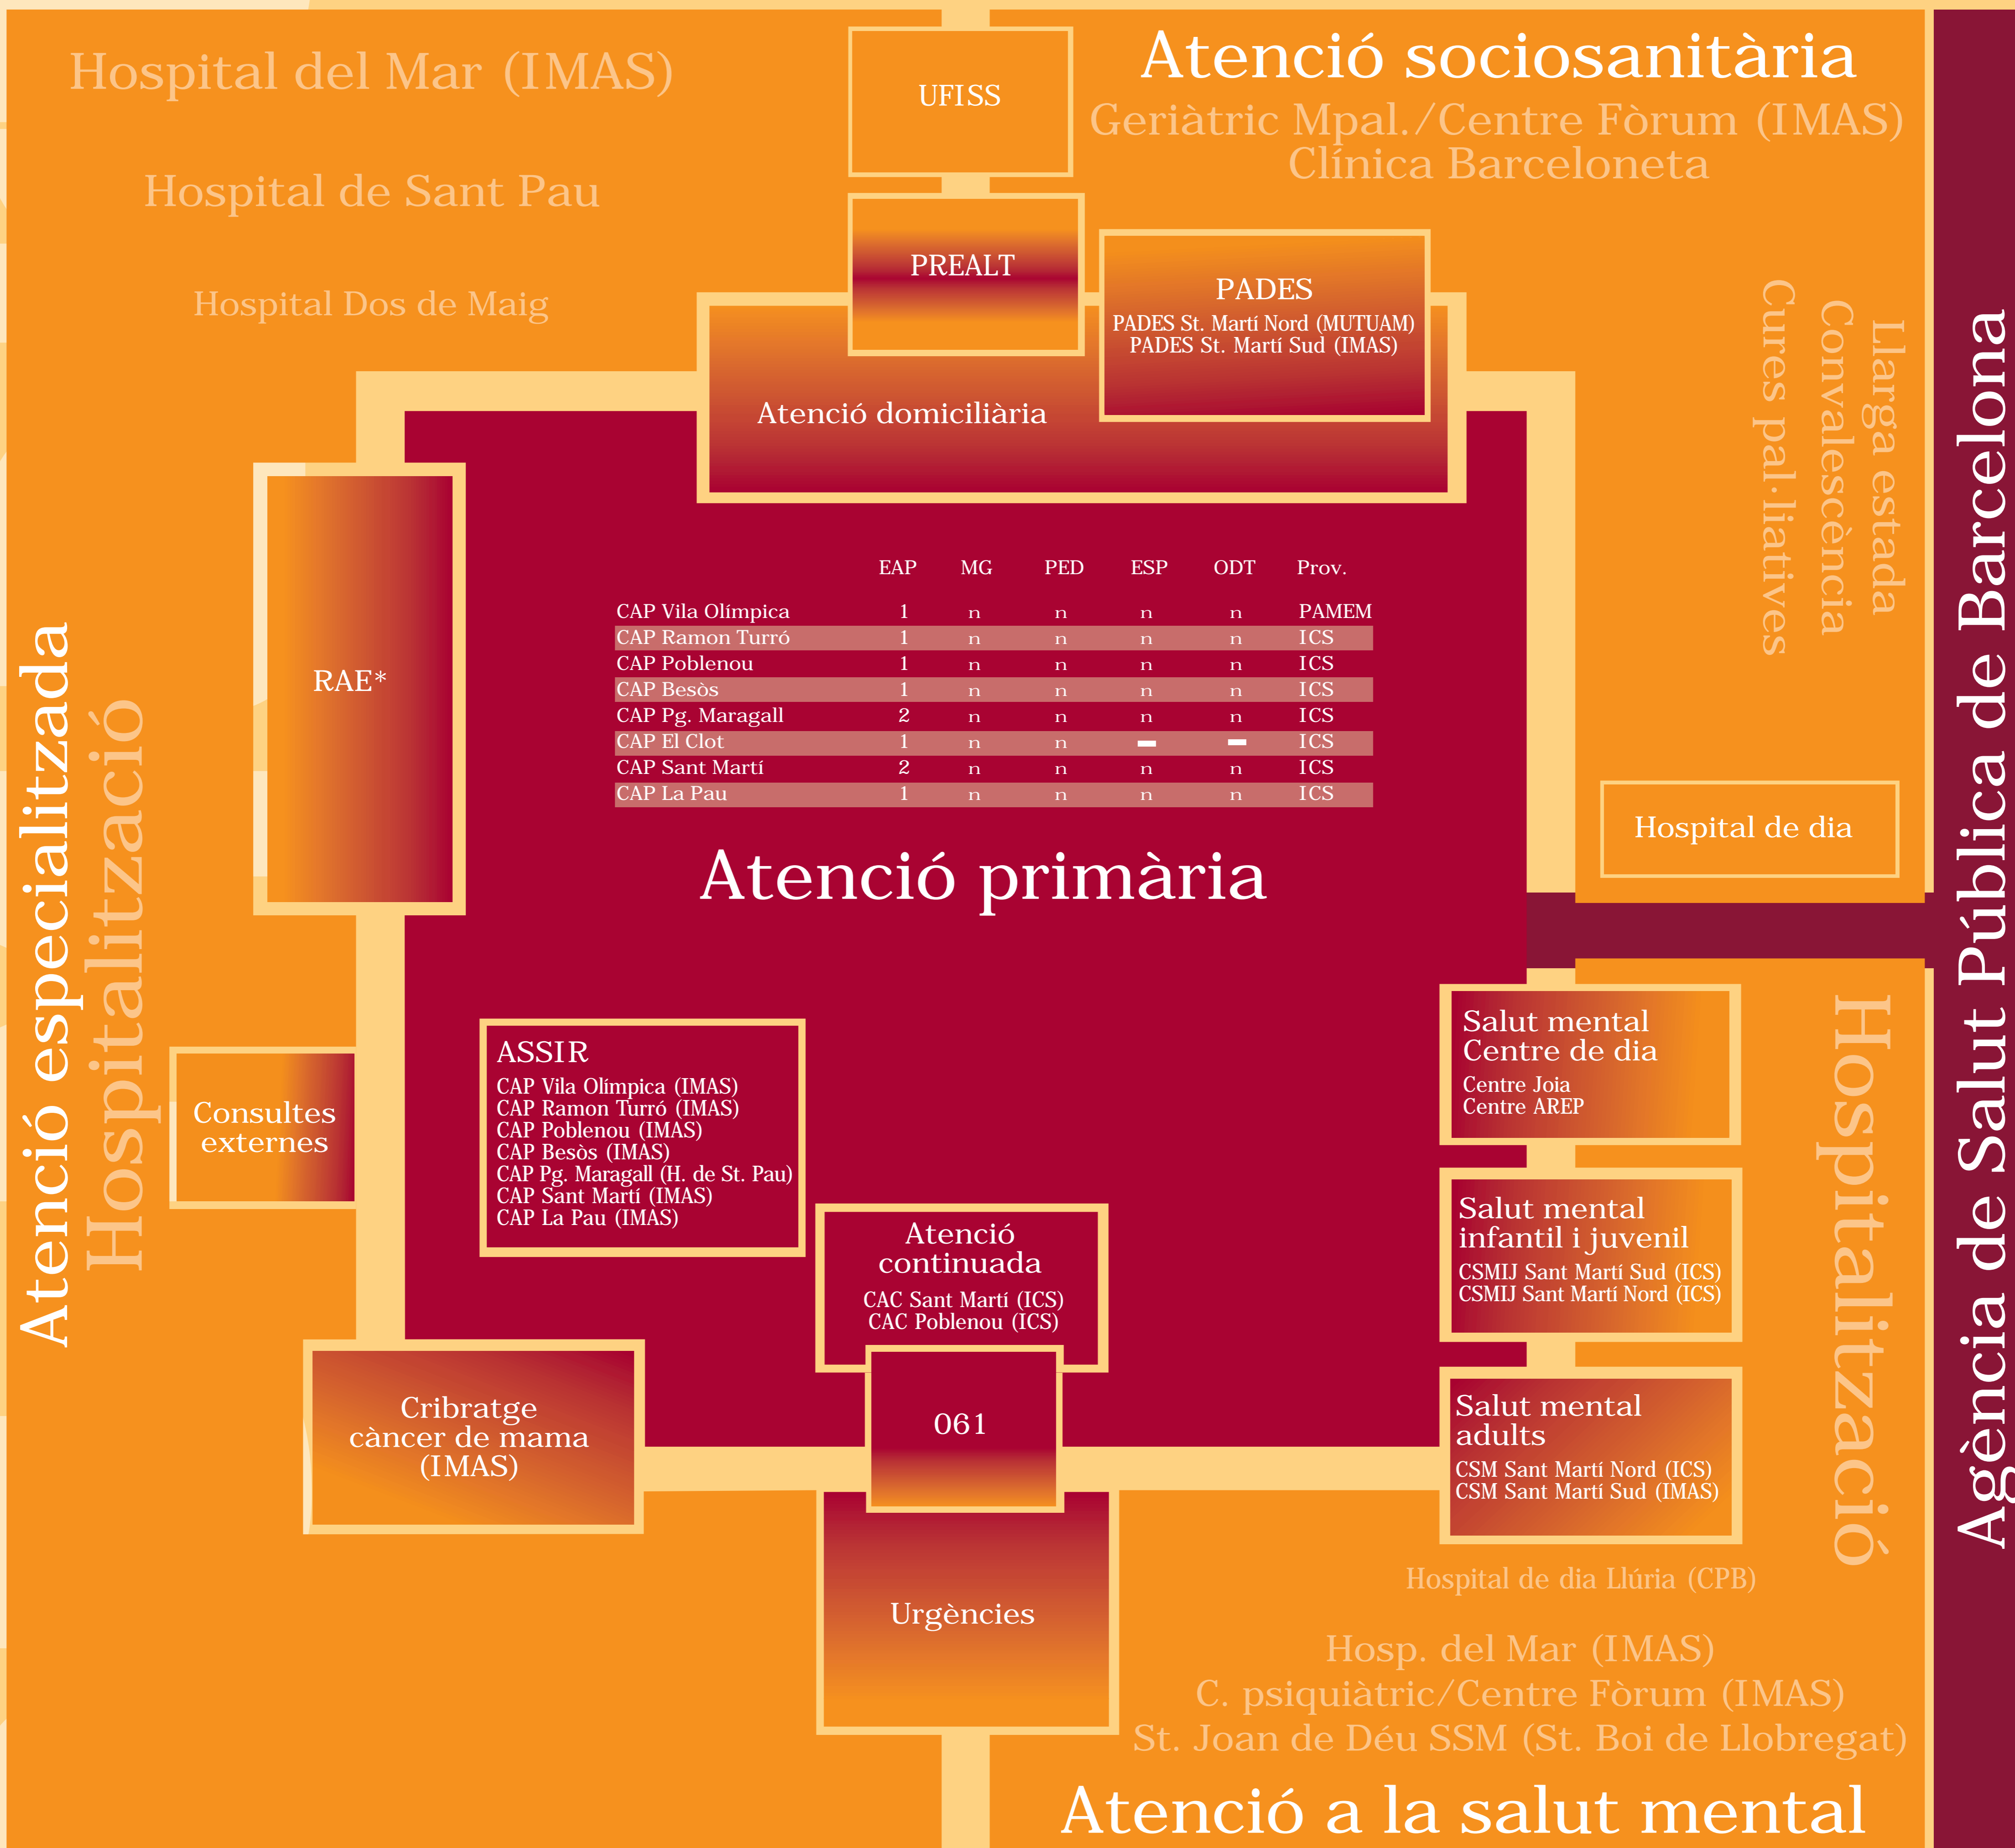 Hospital del Mar (IMAS)
Hospital de Sant Pau
Hospital Dos de Maig
UFISS
PREALT
Atenció sociosanitària
Geriàtric Mpal./Centre Fòrum (IMAS)
Clínica Barceloneta
PADES
PADES St. Martí Nord (MUTUAM)
PADES St. Martí Sud (IMAS)
Atenció domiciliària
Llarga estada
Convalescència
Cures pal·liatives
Hospital de dia
Agència de Salut Pública de Barcelona
Atenció especialitzada
Hospitalització
RAE*
EAP MG PED ESP ODT Prov.
CAP Vila Olímpica 1 n n n n PAMEM
CAP Ramon Turró 1 n n n n ICS
CAP Poblenou 1 n n n n ICS
CAP Besòs 1 n n n n ICS
CAP Pg. Maragall 2 n n n n ICS
CAP El Clot 1 n n - - ICS
CAP Sant Martí 2 n n n n ICS
CAP La Pau 1 n n n n ICS
Atenció primària
Consultes
externes
ASSIR
CAP Vila Olímpica (IMAS)
CAP Ramon Turró (IMAS)
CAP Poblenou (IMAS)
CAP Besòs (IMAS)
CAP Pg. Maragall (H. de St. Pau)
CAP Sant Martí (IMAS)
CAP La Pau (IMAS)
Atenció
continuada
CAC Sant Martí (ICS)
CAC Poblenou (ICS)
061
Urgències
Cribratge
càncer de mama
(IMAS)
Salut mental
Centre de dia
Centre Joia
Centre AREP
Salut mental
infantil i juvenil
CSMIJ Sant Martí Sud (ICS)
CSMIJ Sant Martí Nord (ICS)
Salut mental
adults
CSM Sant Martí Nord (ICS)
CSM Sant Martí Sud (IMAS)
Hospitalització
Hospital de dia Llúria (CPB)
Hosp. del Mar (IMAS)
C. psiquiàtric/Centre Fòrum (IMAS)
St. Joan de Déu SSM (St. Boi de Llobregat)
Atenció a la salut mental